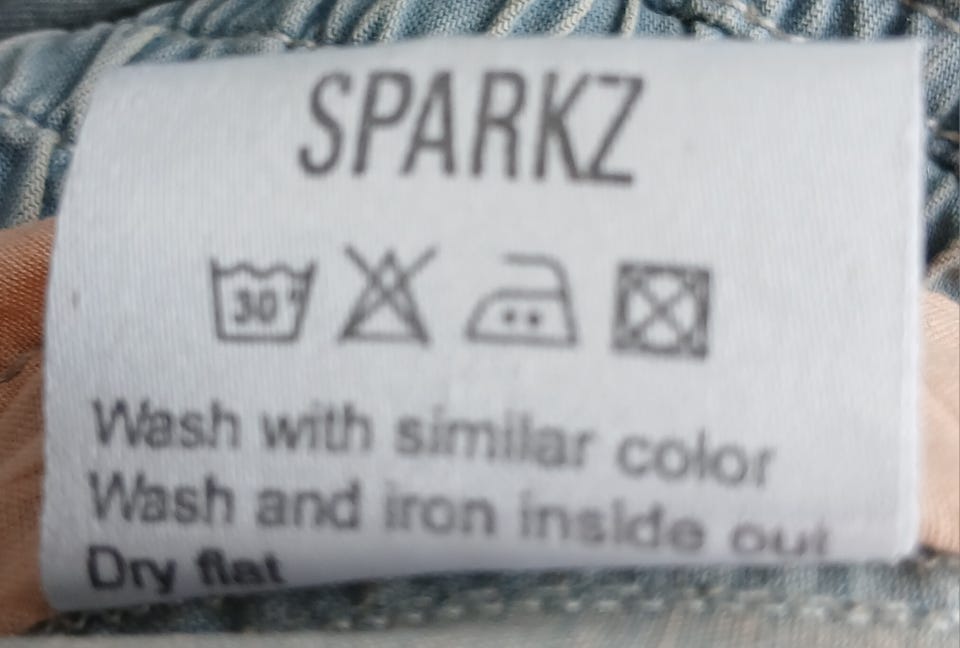 SPARKZ
30°
Wash with similar color
Wash and iron inside out
Dry flat